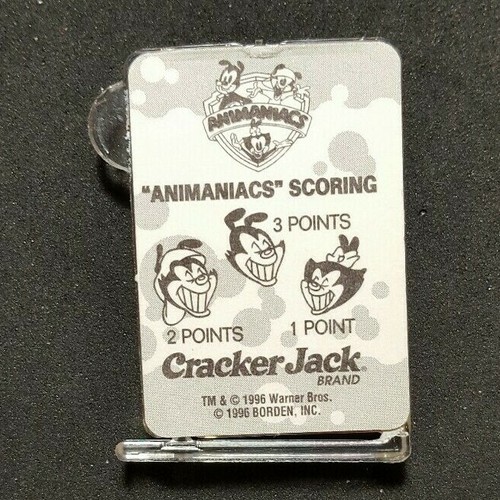 ANIMANIACS
"ANIMANIACS" SCORING
3 POINTS
2 POINTS
1 POINT
Cracker Jack®
BRAND
TM & © 1996 Warner Bros.
© 1996 BORDEN, INC.